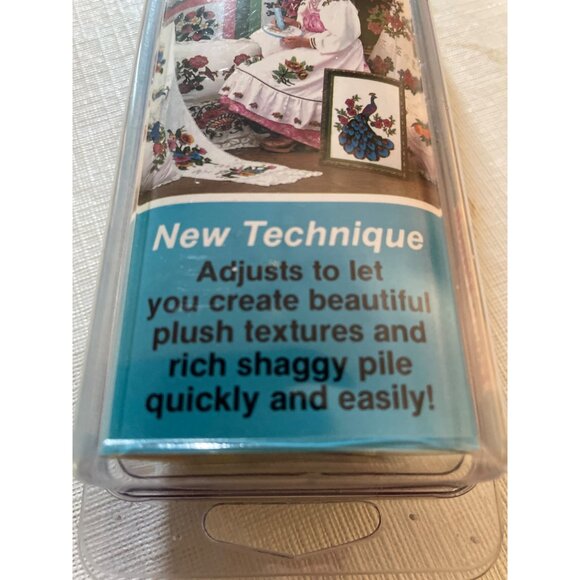 New Technique
Adjusts to let
you create beautiful
plush textures and
rich shaggy pile
quickly and easily!